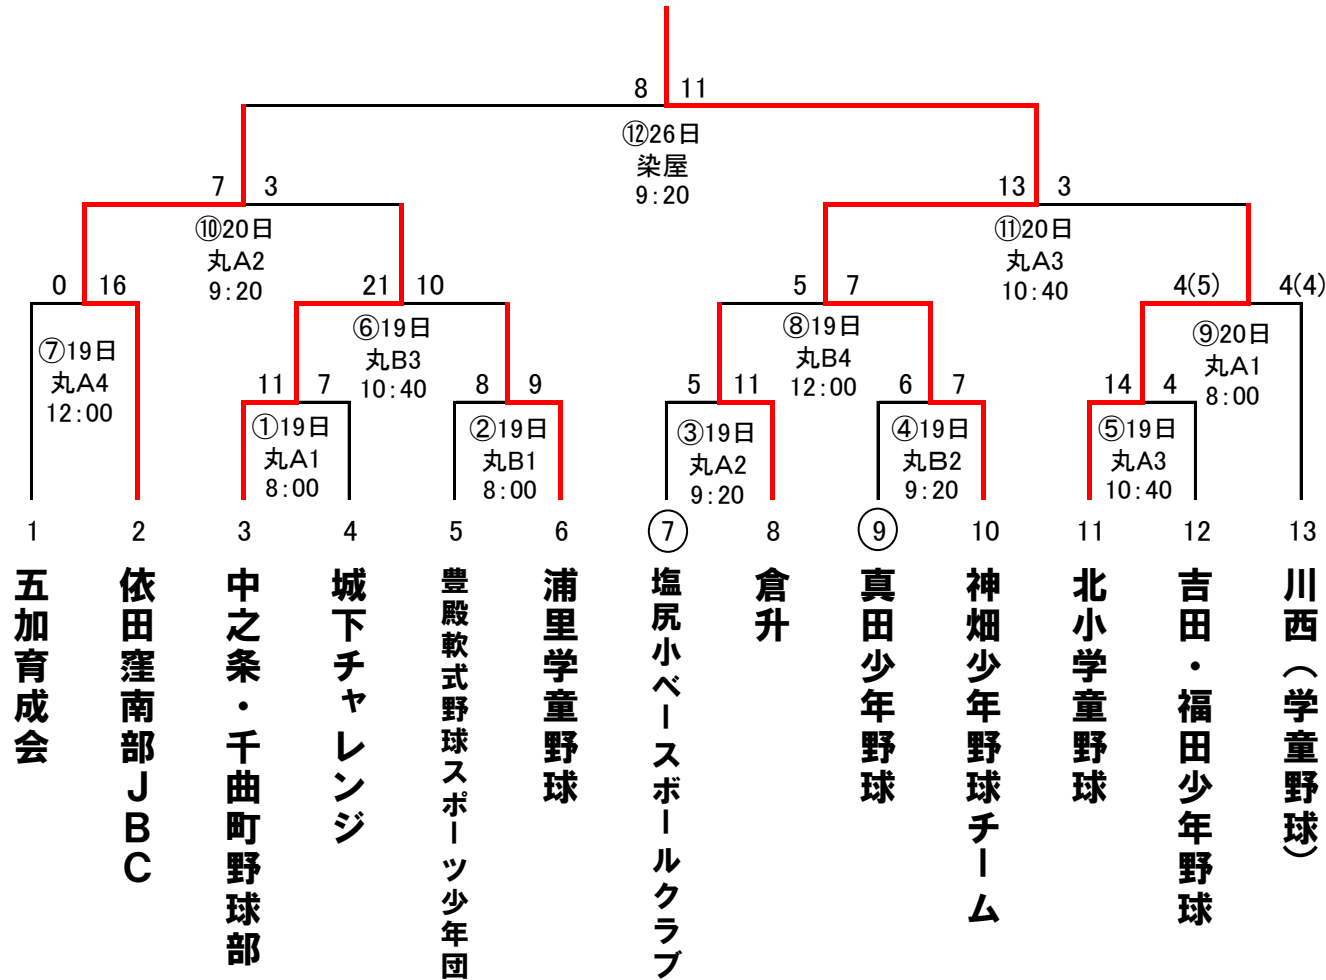 8 11
⑫26日
染屋
9:20
7 3
13 3
⑩20日
丸A2
9:20
⑪20日
丸A3
10:40
0 16
21 10
5 7
4(5) 4(4)
⑦19日
丸A4
12:00
⑥19日
丸B3
10:40
⑧19日
丸B4
12:00
⑨20日
丸A1
8:00
11 7
8 9
5 11
6 7
14 4
①19日
丸A1
8:00
②19日
丸B1
8:00
③19日
丸A2
9:20
④19日
丸B2
9:20
⑤19日
丸A3
10:40
1 2 3 4 5 6 ⑦ 8 ⑨ 10 11 12 13
五加育成会
依田窪南部JBC
中之条・千曲町野球部
城下チャレンジ
豊殿軟式野球スポーツ少年団
浦里学童野球
塩尻小ベースボールクラブ
倉升
真田少年野球
神畑少年野球チーム
北小学童野球
吉田・福田少年野球
川西(学童野球)